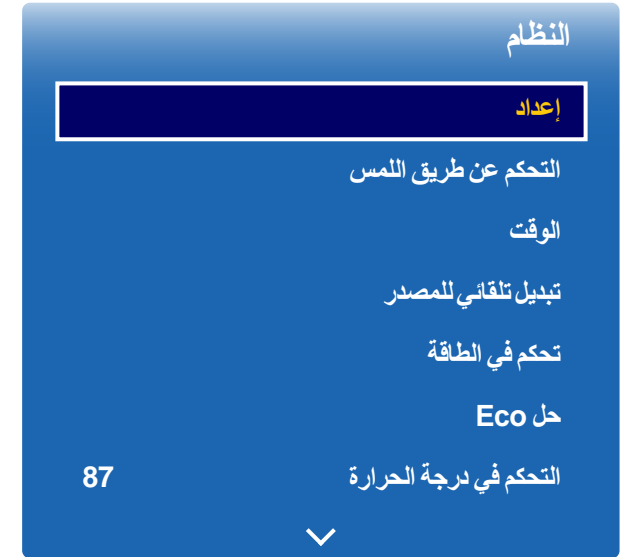 النظام
إعداد
التحكم عن طريق اللمس
الوقت
تبديل تلقائي للمصدر
تحكم في الطاقة
حل Eco
التحكم في درجة الحرارة 87